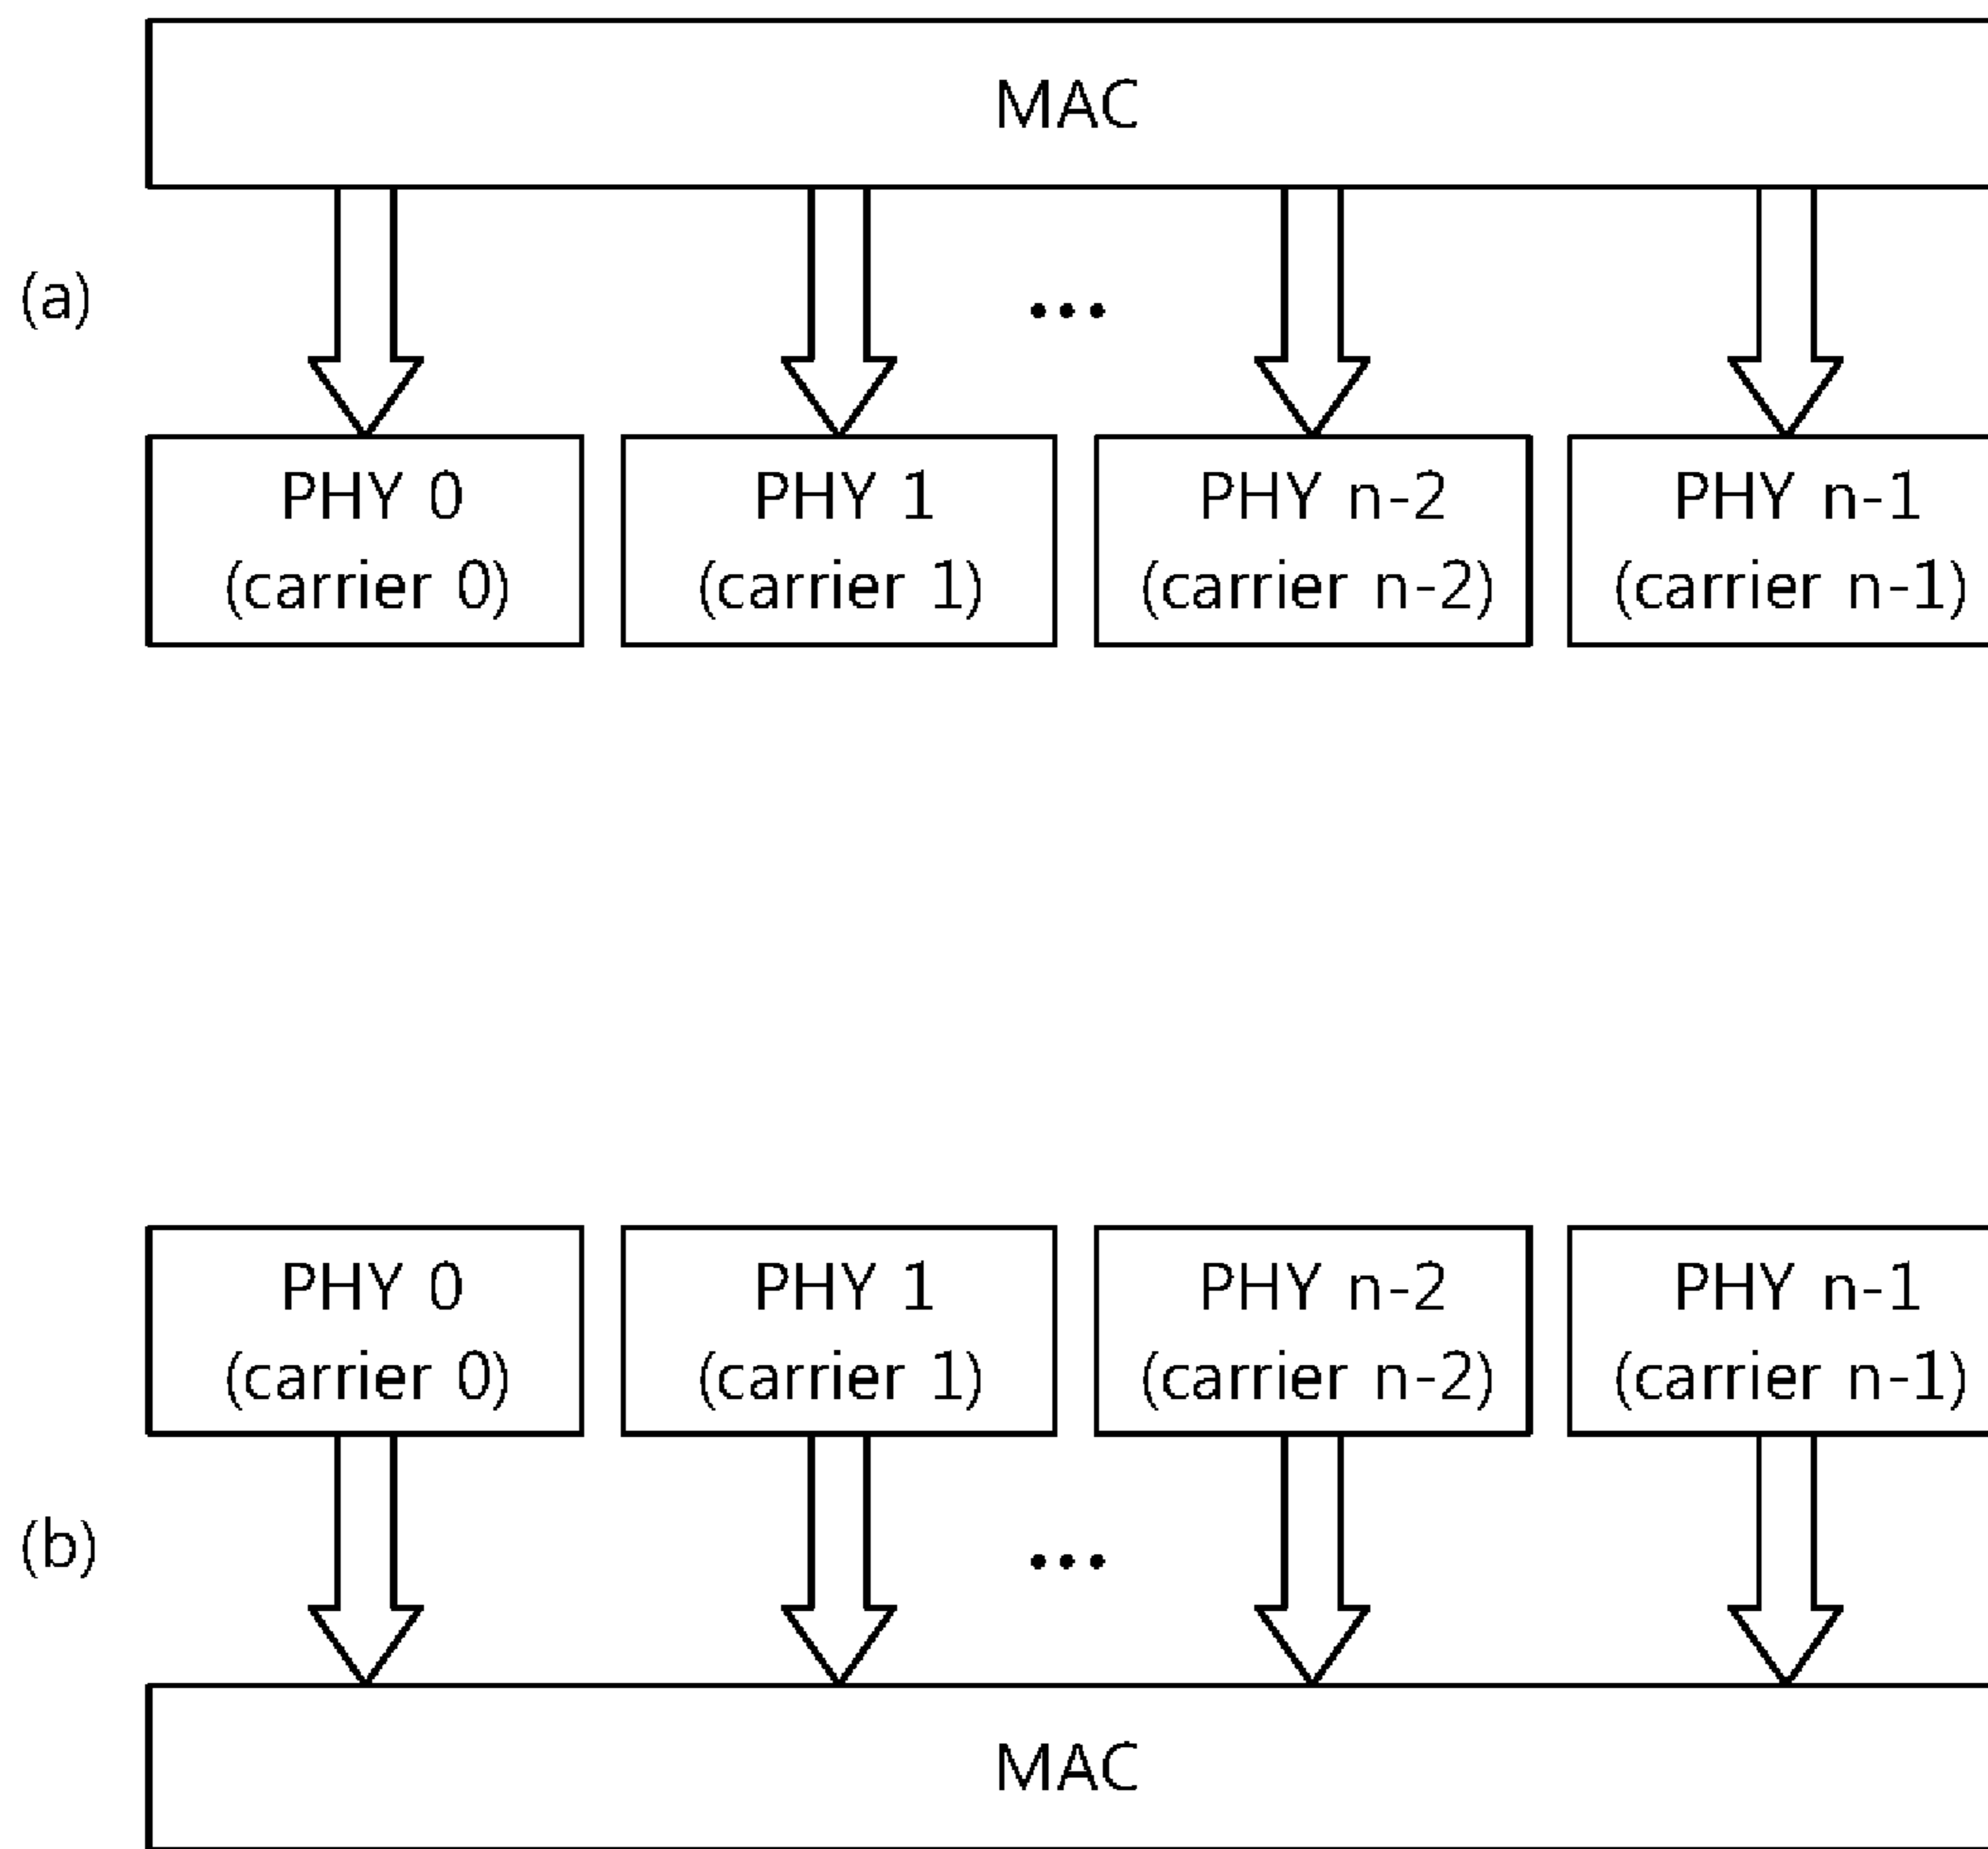 MAC
(a)
...
PHY 0
(carrier 0)
PHY 1
(carrier 1)
PHY n-2
(carrier n-2)
PHY n-1
(carrier n-1)
PHY 0
(carrier 0)
PHY 1
(carrier 1)
PHY n-2
(carrier n-2)
PHY n-1
(carrier n-1)
(b)
...
MAC